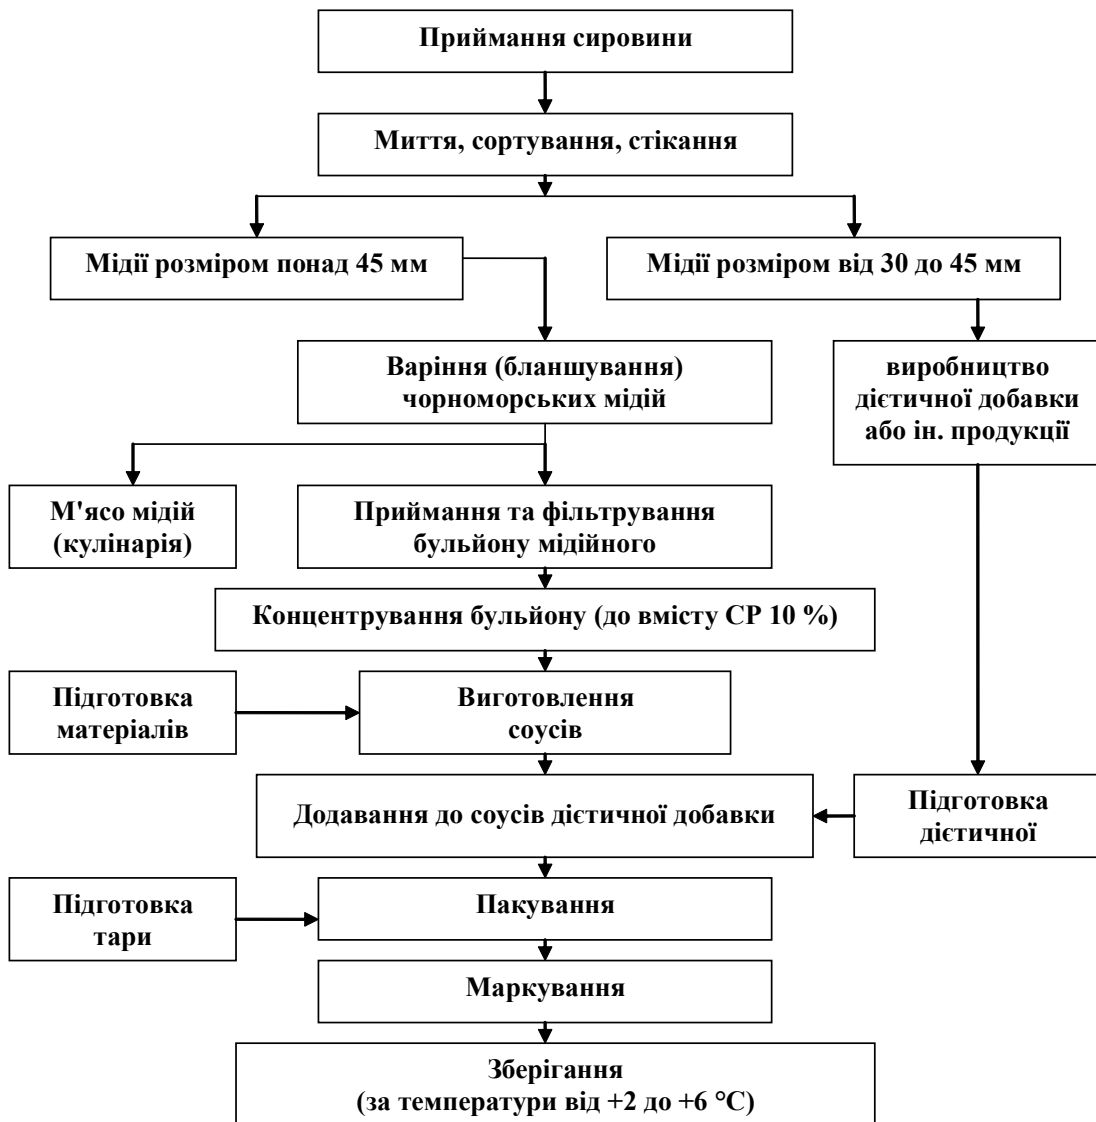 Приймання сировини
Миття, сортування, стікання
Мідії розміром понад 45 мм
Мідії розміром від 30 до 45 мм
Варіння (бланшування)
чорноморських мідій
виробництво
дієтичної добавки
або ін. продукції
М'ясо мідій
(кулінарія)
Приймання та фільтрування
бульйону мідійного
Концентрування бульйону (до вмісту СР 10 %)
Підготовка
матеріалів
Виготовлення
соусів
Додавання до соусів дієтичної добавки
Підготовка
дієтичної
Підготовка
тари
Пакування
Маркування
Зберігання
(за температури від +2 до +6 °С)